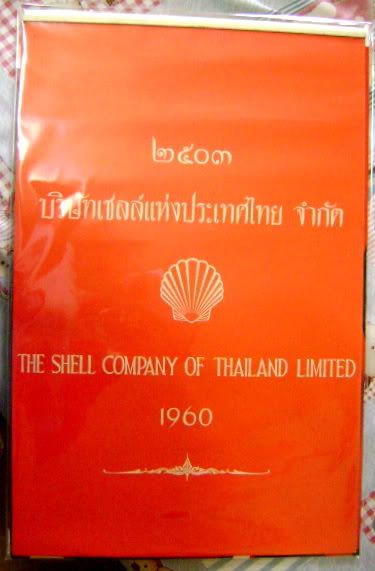 ๒๕๐๓
บริษัทเชลล์แห่งประเทศไทย จำกัด
THE SHELL COMPANY OF THAILAND LIMITED
1960